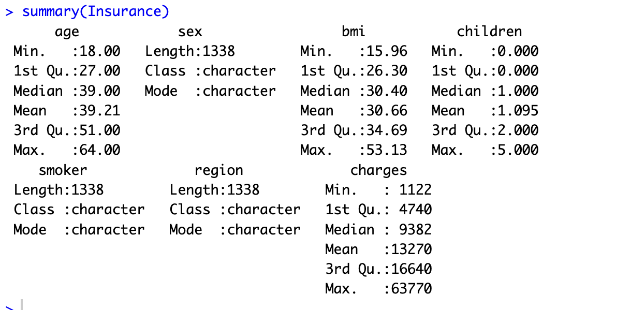 > summary(Insurance)
      age            sex                 bmi           children
 Min.   :18.00   Length:1338        Min.   :15.96   Min.   :0.000
 1st Qu.:27.00   Class :character   1st Qu.:26.30   1st Qu.:0.000
 Median :39.00   Mode  :character   Median :30.40   Median :1.000
 Mean   :39.21                      Mean   :30.66   Mean   :1.095
 3rd Qu.:51.00                      3rd Qu.:34.69   3rd Qu.:2.000
 Max.   :64.00                      Max.   :53.13   Max.   :5.000
    smoker             region             charges
 Length:1338        Length:1338        Min.   : 1122
 Class :character   Class :character   1st Qu.: 4740
 Mode  :character   Mode  :character   Median : 9382
                                       Mean   :13270
                                       3rd Qu.:16640
                                       Max.   :63770
>